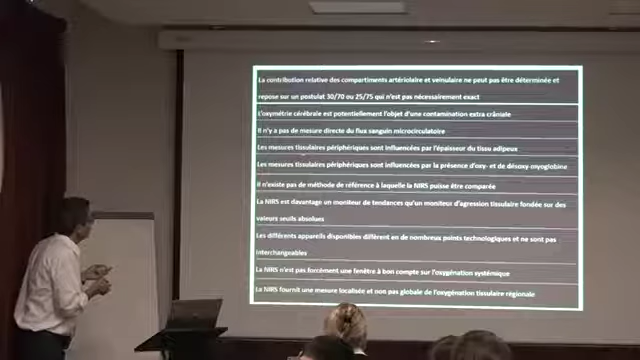 La contribution relative des compartiments artériolaire et veinulaire ne peut pas être déterminée et
repose sur un postulat 30/70 ou 25/75 qui n'est pas nécessairement exact
L'oxymétrie cérébrale est potentiellement l'objet d'une contamination extra crâniale
Il n'y a pas de mesure directe du flux sanguin microcirculatoire
Les mesures tissulaires périphériques sont influencées par l'épaisseur du tissu adipeux
Les mesures tissulaires périphériques sont influencées par la présence d'oxy- et de désoxy-myoglobine
Il n'existe pas de méthode de référence à laquelle la NIRS puisse être comparée
La NIRS est davantage un moniteur de tendances qu'un moniteur d'agression tissulaire fondée sur des
valeurs seuils absolues
Les différents appareils disponibles diffèrent en de nombreux points technologiques et ne sont pas
interchangeables
La NIRS n'est pas forcément une fenêtre à bon compte sur l'oxygénation systémique
La NIRS fournit une mesure localisée et non pas globale de l'oxygénation tissulaire régionale